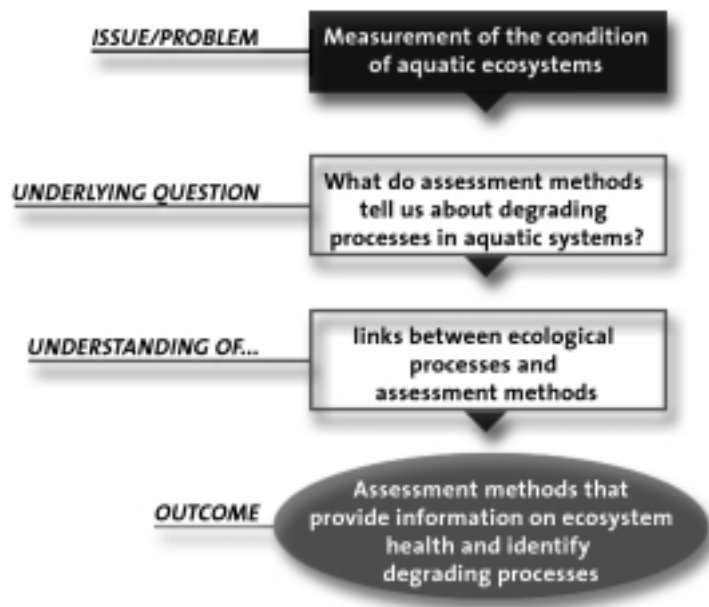 ISSUE/PROBLEM
Measurement of the condition
of aquatic ecosystems
UNDERLYING QUESTION
What do assessment methods
tell us about degrading
processes in aquatic systems?
UNDERSTANDING OF...
links between ecological
processes and
assessment methods
OUTCOME
Assessment methods that
provide information on ecosystem
health and identify
degrading processes